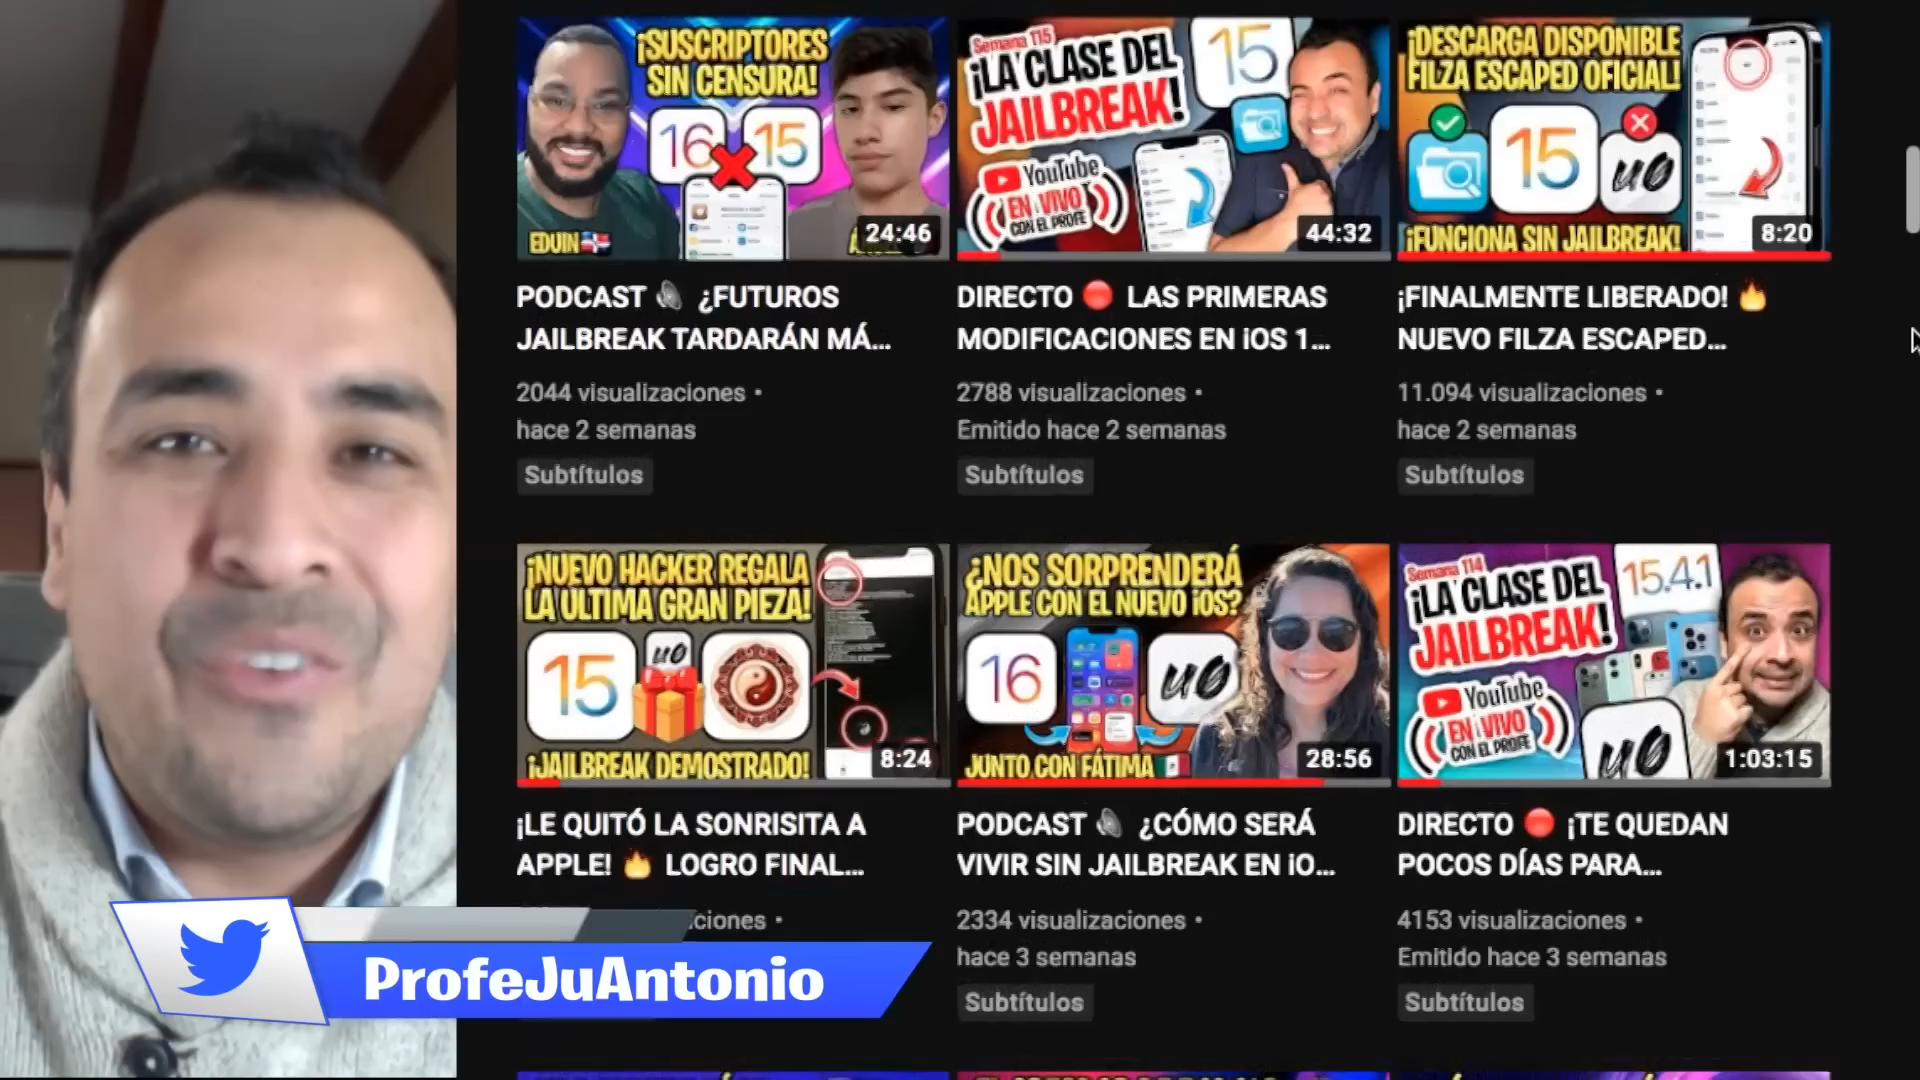 ¡SUSCRIPTORES
SIN CENSURA!
16
15
EDUIN
24:46
PODCAST 🔊 ¿FUTUROS
JAILBREAK TARDARÁN MÁ...
2044 visualizaciones •
hace 2 semanas
Subtítulos
Semana 115
¡LA CLASE DEL
JAILBREAK!
15
YouTube
EN VIVO
CON EL PROFE
44:32
DIRECTO 🔴 LAS PRIMERAS
MODIFICACIONES EN iOS 1...
2788 visualizaciones •
Emitido hace 2 semanas
Subtítulos
¡DESCARGA DISPONIBLE
FILZA ESCAPED OFICIAL!
15
uo
¡FUNCIONA SIN JAILBREAK!
8:20
¡FINALMENTE LIBERADO! 🔥
NUEVO FILZA ESCAPED...
11.094 visualizaciones •
hace 2 semanas
Subtítulos
¡NUEVO HACKER REGALA
LA ULTIMA GRAN PIEZA!
15
uo
¡JAILBREAK DEMOSTRADO!
8:24
¡LE QUITÓ LA SONRISITA A
APPLE! 🔥 LOGRO FINAL...
ciones •
¿NOS SORPRENDERÁ
APPLE CON EL NUEVO iOS?
16
uo
JUNTO CON FÁTIMA
28:56
PODCAST 🔊 ¿CÓMO SERÁ
VIVIR SIN JAILBREAK EN iO...
2334 visualizaciones •
hace 3 semanas
Subtítulos
Semana 114
¡LA CLASE DEL
JAILBREAK!
15.4.1
YouTube
EN VIVO
CON EL PROFE
uo
1:03:15
DIRECTO 🔴 ¡TE QUEDAN
POCOS DÍAS PARA...
4153 visualizaciones •
Emitido hace 3 semanas
Subtítulos
ProfeJuAntonio